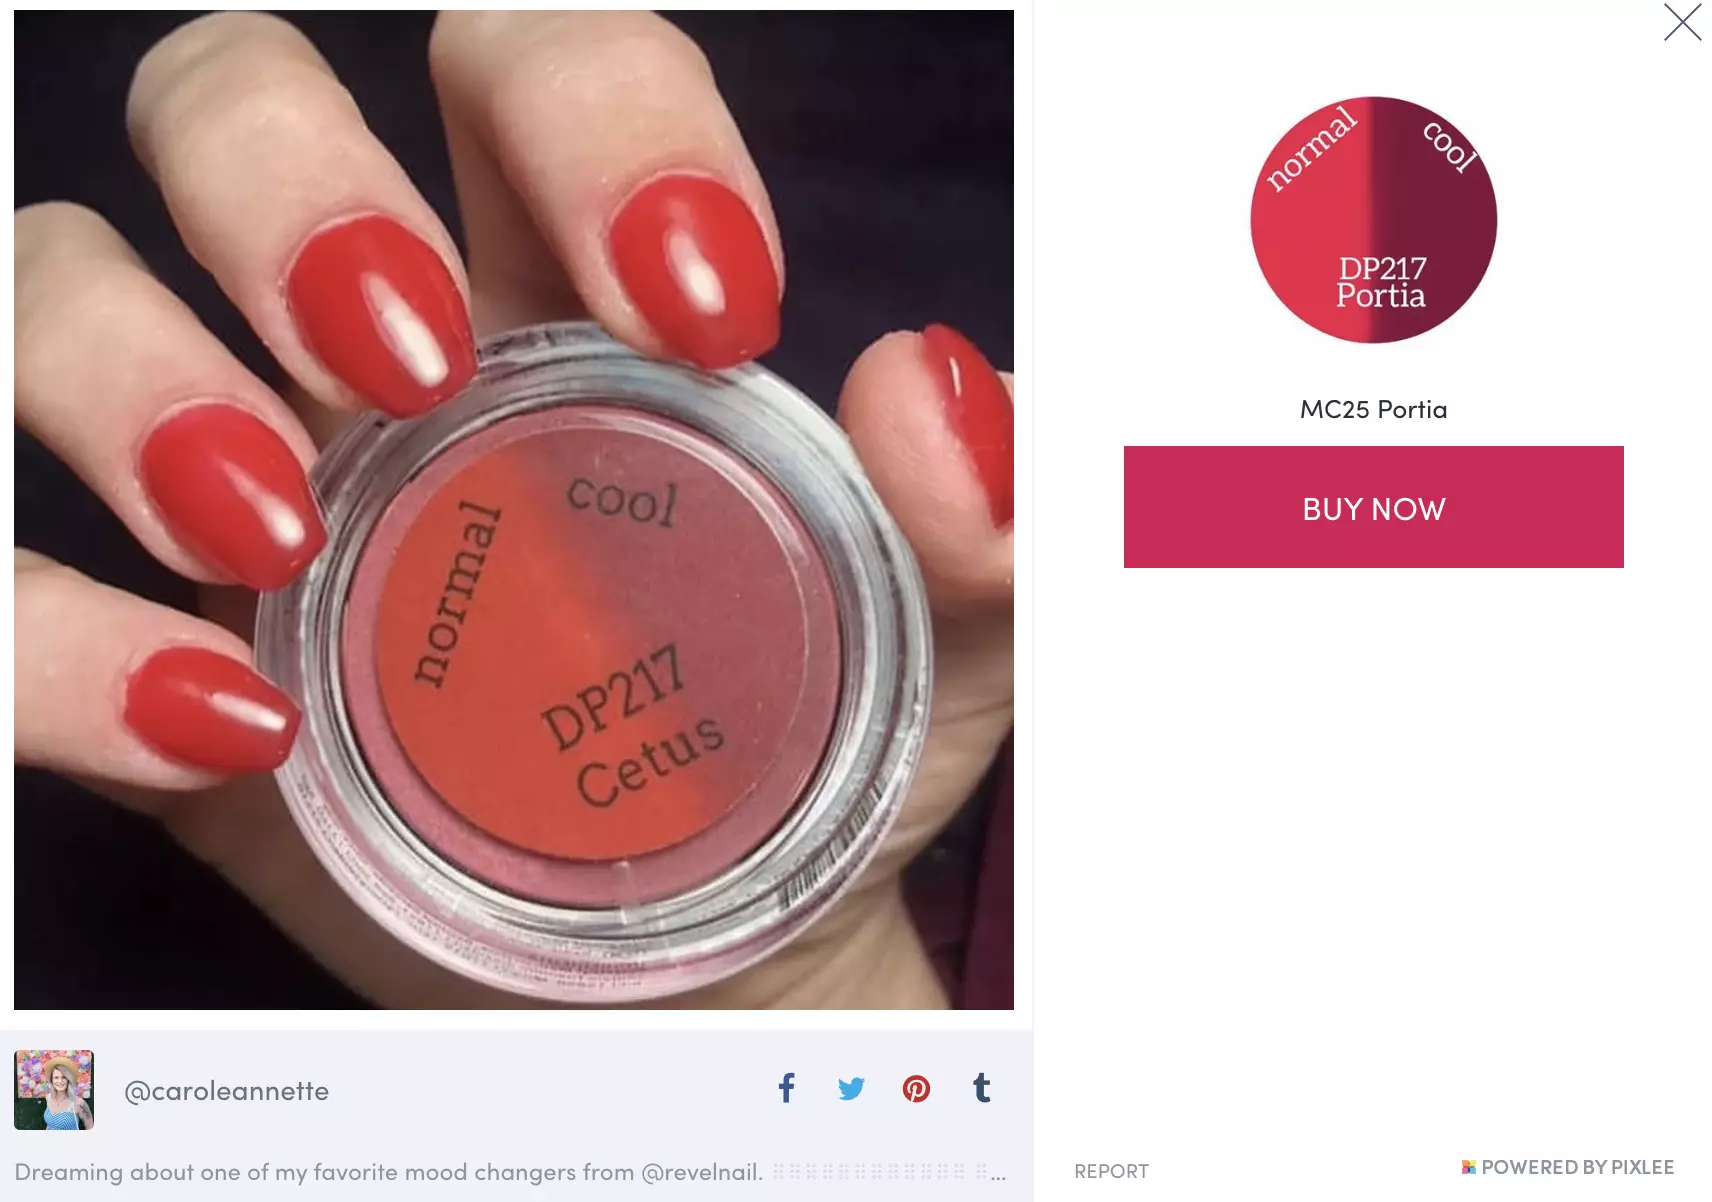 normal
cool
DP217
Cetus
normal
cool
DP217
Portia
MC25 Portia
BUY NOW
@caroleannette
Dreaming about one of my favorite mood changers from @revelnail. ⠿⠿⠿⠿⠿⠿⠿⠿⠿⠿⠿⠿ ⠿...
REPORT
POWERED BY PIXLEE